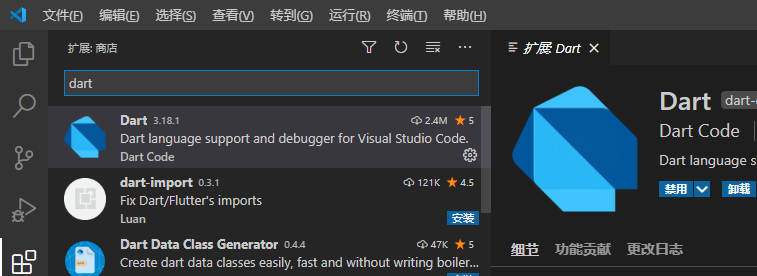 文件(F) 编辑(E) 选择(S) 查看(V) 转到(G) 运行(R) 终端(T) 帮助(H)
扩展: 商店
dart
Dart 3.18.1 2.4M 5
Dart language support and debugger for Visual Studio Code.
Dart Code
dart-import 0.3.1 121K 4.5
Fix Dart/Flutter's imports
Luan 安装
Dart Data Class Generator 0.4.4 47K 5
Create dart data classes easily, fast and without writing boiler...
扩展: Dart
Dart dart-
Dart Code
Dart language s
禁用 卸载
细节 功能贡献 更改日志